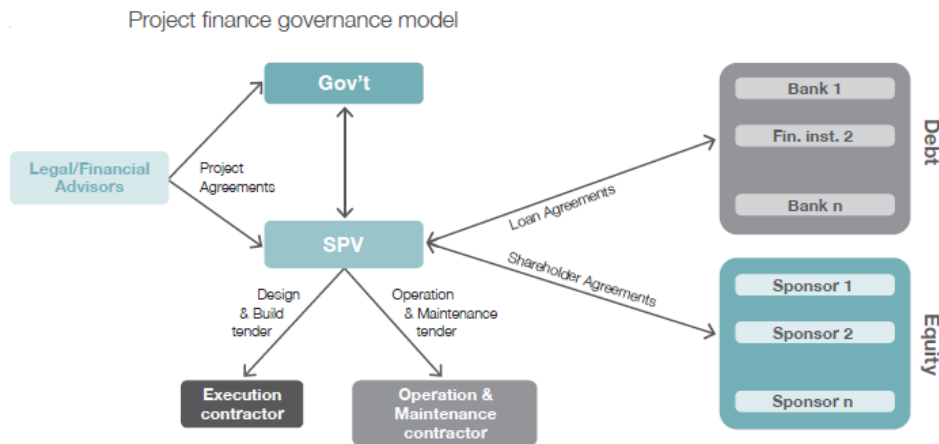 Project finance governance model
Gov't
Legal/Financial
Advisors
Project
Agreements
SPV
Design
& Build
tender
Operation
& Maintenance
tender
Execution
contractor
Operation &
Maintenance
contractor
Loan Agreements
Shareholder Agreements
Bank 1
Fin. inst. 2
Bank n
Debt
Sponsor 1
Sponsor 2
Sponsor n
Equity